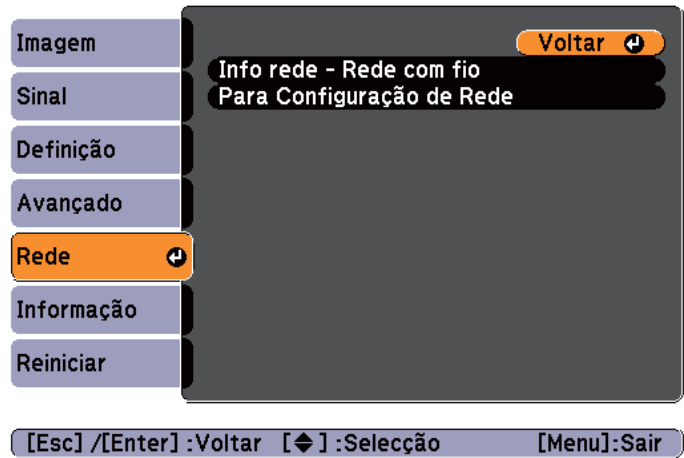 Imagem
Sinal
Definição
Avançado
Rede
Informação
Reiniciar
Voltar
Info rede - Rede com fio
Para Configuração de Rede
[Esc] /[Enter] :Voltar [◆] :Selecção [Menu]:Sair